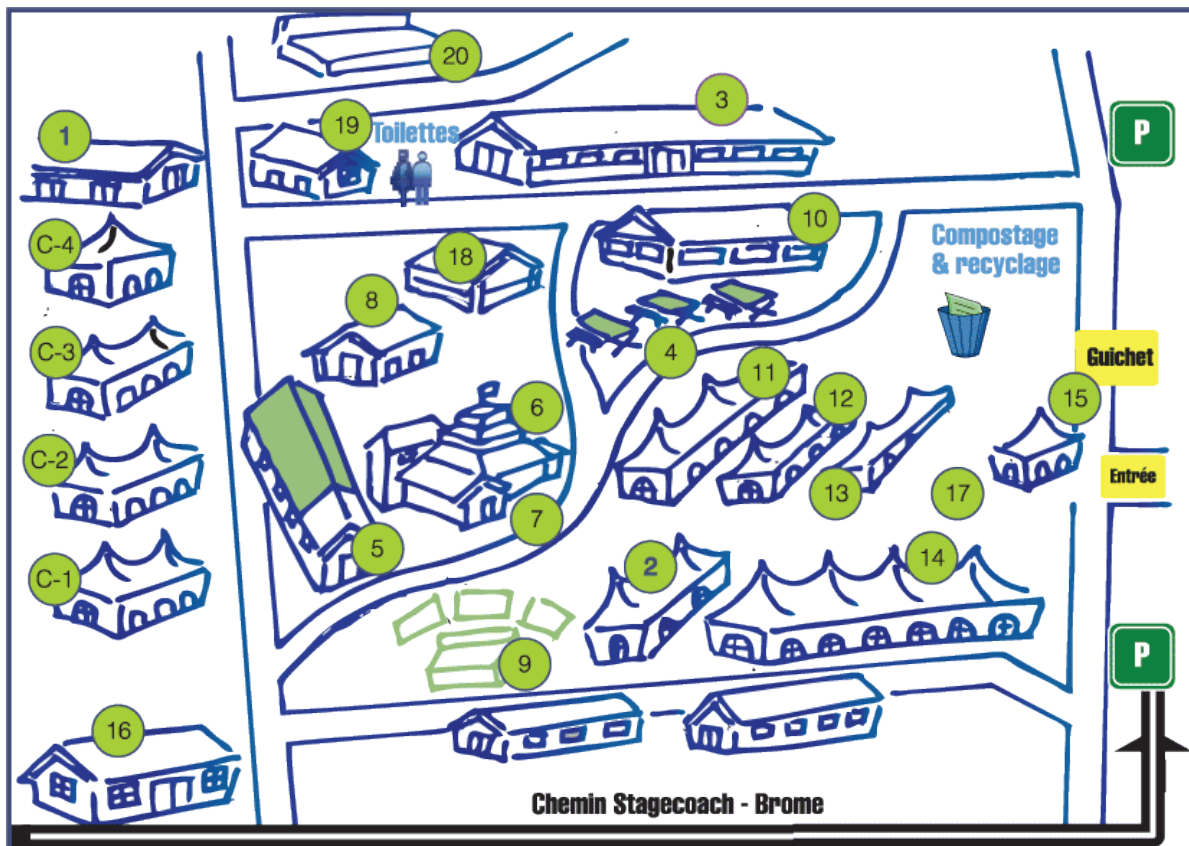 20
3
P
1
19
Toilettes
C-4
10
18
Compostage
& recyclage
8
C-3
4
Guichet
11
12
15
6
C-2
Entrée
13
17
7
5
14
2
C-1
9
P
16
Chemin Stagecoach - Brome